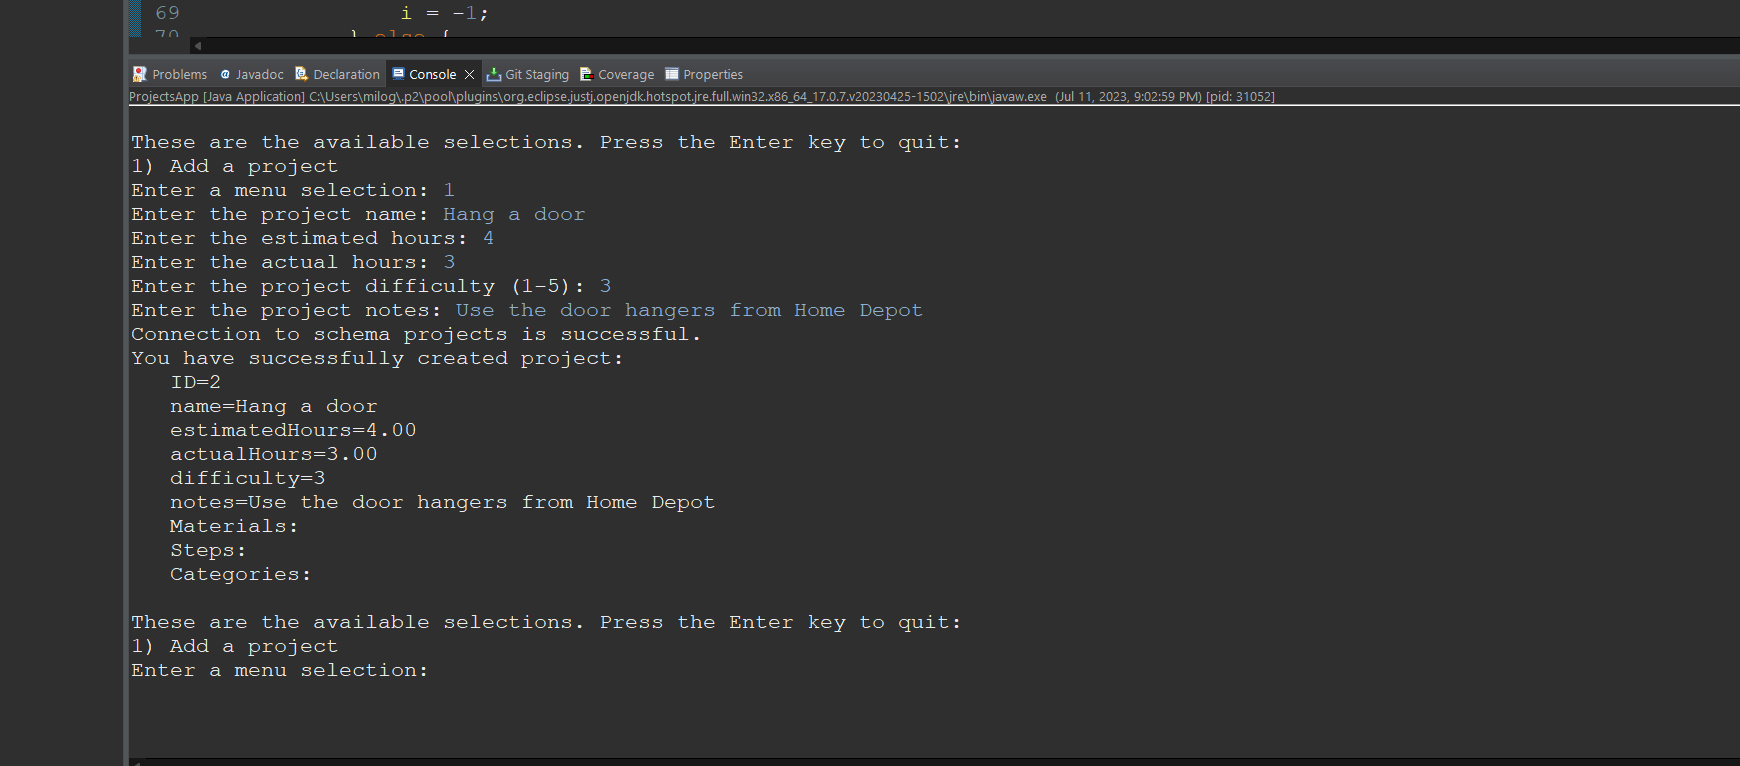 69 i = -1;
70 } else {
Problems @ Javadoc Declaration Console Git Staging Coverage Properties
ProjectsApp [Java Application] C:\Users\milog\.p2\pool\plugins\org.eclipse.justj.openjdk.hotspot.jre.full.win32.x86_64_17.0.7.v20230425-1502\jre\bin\javaw.exe (Jul 11, 2023, 9:02:59 PM) [pid: 31052]
These are the available selections. Press the Enter key to quit:
1) Add a project
Enter a menu selection: 1
Enter the project name: Hang a door
Enter the estimated hours: 4
Enter the actual hours: 3
Enter the project difficulty (1-5): 3
Enter the project notes: Use the door hangers from Home Depot
Connection to schema projects is successful.
You have successfully created project:
ID=2
name=Hang a door
estimatedHours=4.00
actualHours=3.00
difficulty=3
notes=Use the door hangers from Home Depot
Materials:
Steps:
Categories:
These are the available selections. Press the Enter key to quit:
1) Add a project
Enter a menu selection: